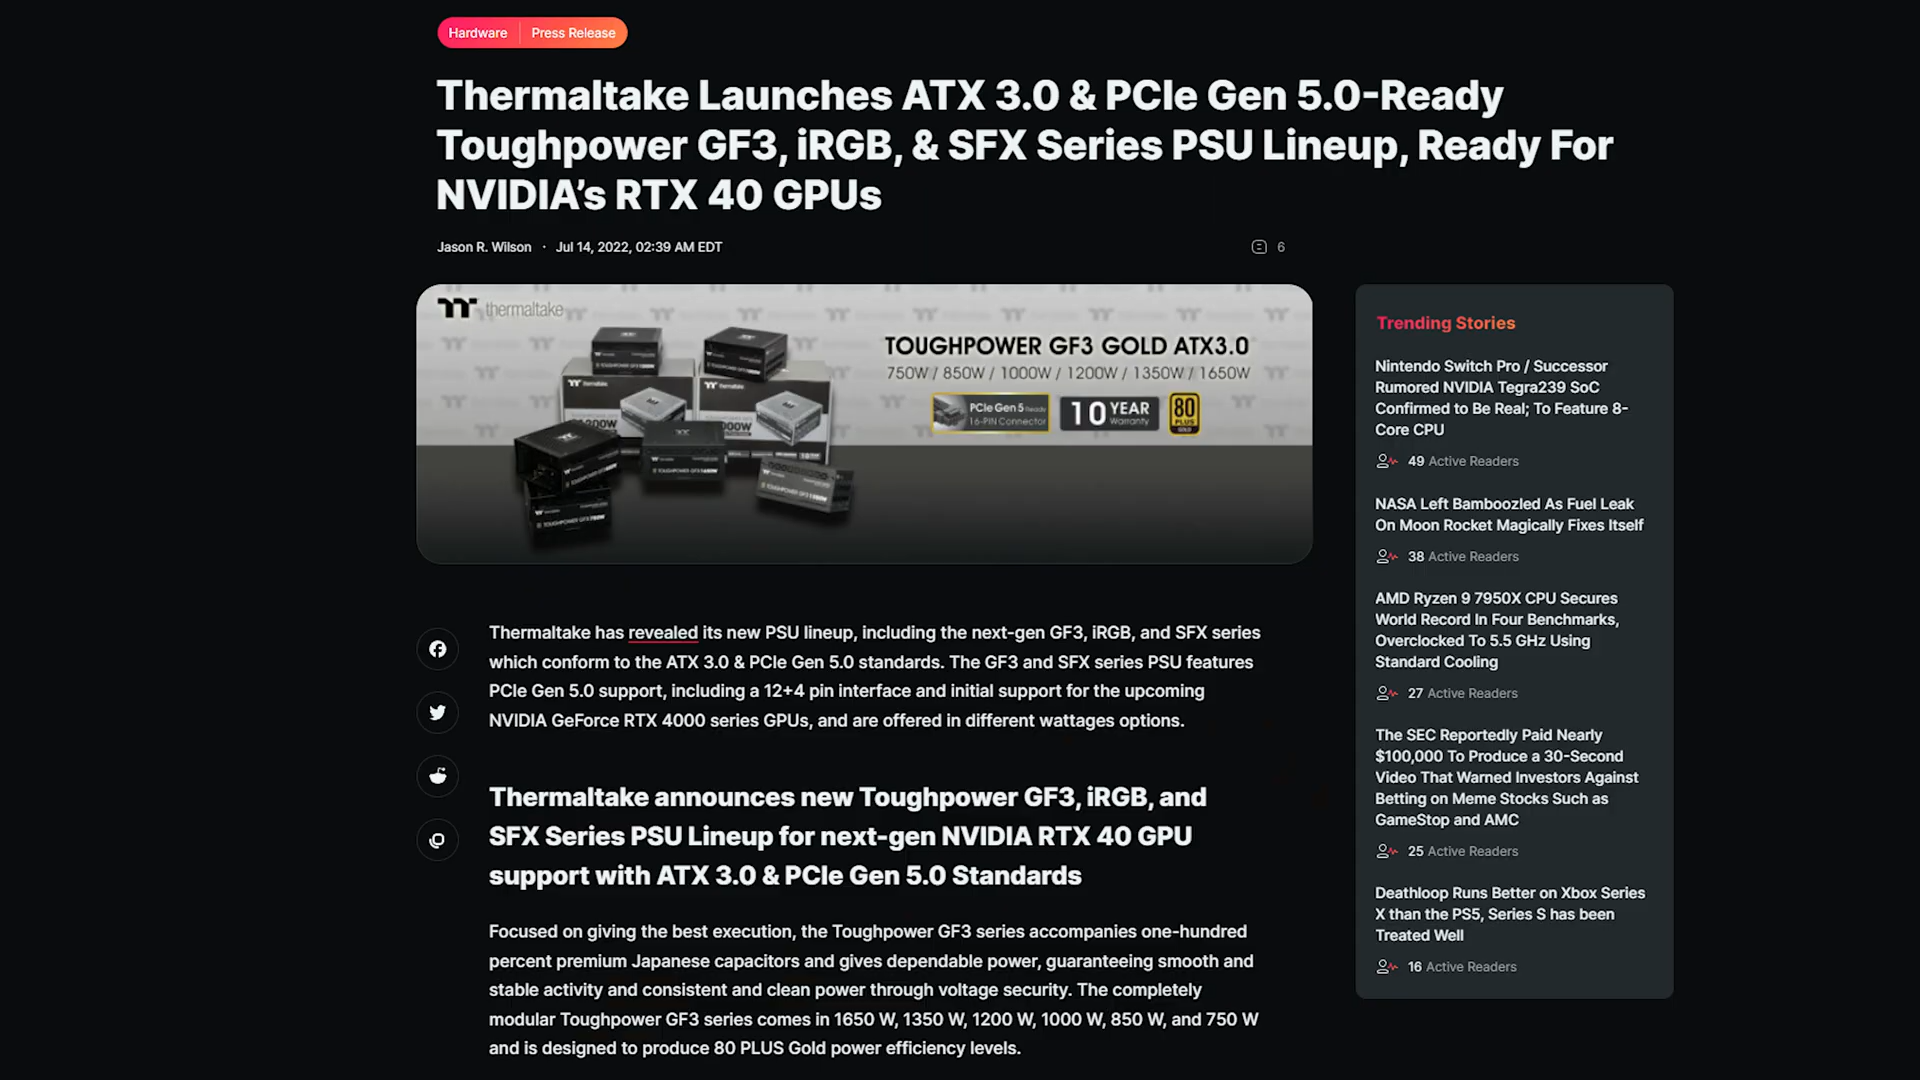 Hardware
Press Release
Thermaltake Launches ATX 3.0 & PCIe Gen 5.0-Ready
Toughpower GF3, iRGB, & SFX Series PSU Lineup, Ready For
NVIDIA’s RTX 40 GPUs
Jason R. Wilson · Jul 14, 2022, 02:39 AM EDT
6
thermaltake
TOUGHPOWER GF3 GOLD ATX3.0
750W / 850W / 1000W / 1200W / 1350W / 1650W
PCIe Gen 5 Ready
16-PIN Connector
10 YEAR
Warranty
80
PLUS
GOLD
Thermaltake has revealed its new PSU lineup, including the next-gen GF3, iRGB, and SFX series
which conform to the ATX 3.0 & PCIe Gen 5.0 standards. The GF3 and SFX series PSU features
PCIe Gen 5.0 support, including a 12+4 pin interface and initial support for the upcoming
NVIDIA GeForce RTX 4000 series GPUs, and are offered in different wattages options.
Thermaltake announces new Toughpower GF3, iRGB, and
SFX Series PSU Lineup for next-gen NVIDIA RTX 40 GPU
support with ATX 3.0 & PCIe Gen 5.0 Standards
Focused on giving the best execution, the Toughpower GF3 series accompanies one-hundred
percent premium Japanese capacitors and gives dependable power, guaranteeing smooth and
stable activity and consistent and clean power through voltage security. The completely
modular Toughpower GF3 series comes in 1650 W, 1350 W, 1200 W, 1000 W, 850 W, and 750 W
and is designed to produce 80 PLUS Gold power efficiency levels.
Trending Stories
Nintendo Switch Pro / Successor
Rumored NVIDIA Tegra239 SoC
Confirmed to Be Real; To Feature 8-
Core CPU
49 Active Readers
NASA Left Bamboozled As Fuel Leak
On Moon Rocket Magically Fixes Itself
38 Active Readers
AMD Ryzen 9 7950X CPU Secures
World Record In Four Benchmarks,
Overclocked To 5.5 GHz Using
Standard Cooling
27 Active Readers
The SEC Reportedly Paid Nearly
$100,000 To Produce a 30-Second
Video That Warned Investors Against
Betting on Meme Stocks Such as
GameStop and AMC
25 Active Readers
Deathloop Runs Better on Xbox Series
X than the PS5, Series S has been
Treated Well
16 Active Readers